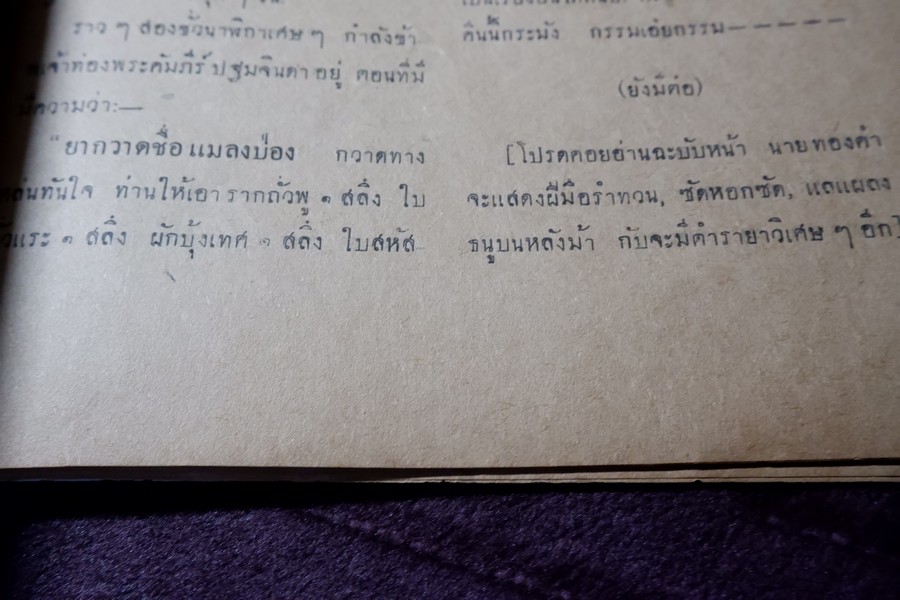 ราว ๆ สองชั่วนาฬิกาเศษ ๆ กำลังข้า
เจ้าท่องพระคัมภีร์ปฐมจินดาอยู่ ตอนที่มี
มีความว่า:—
“ยากวาดชื่อแมลงป่อง กวาดทาง
ทันใจ ท่านให้เอารากถั่วพู ๑ สลึง ใบ
แระ ๑ สลึง ผักบุ้งเทศ ๑ สลึง ใบสหัส
คืนนี้กระมัง กรรมเอ๋ยกรรม—————
(ยังมีต่อ)
[โปรดคอยอ่านฉะบับหน้า นายทองคำ
จะแสดงฝีมือรำทวน, ซัดหอกซัด, แลแผลง
ธนูบนหลังม้า กับจะมีตำรายาวิเศษ ๆ อีก]